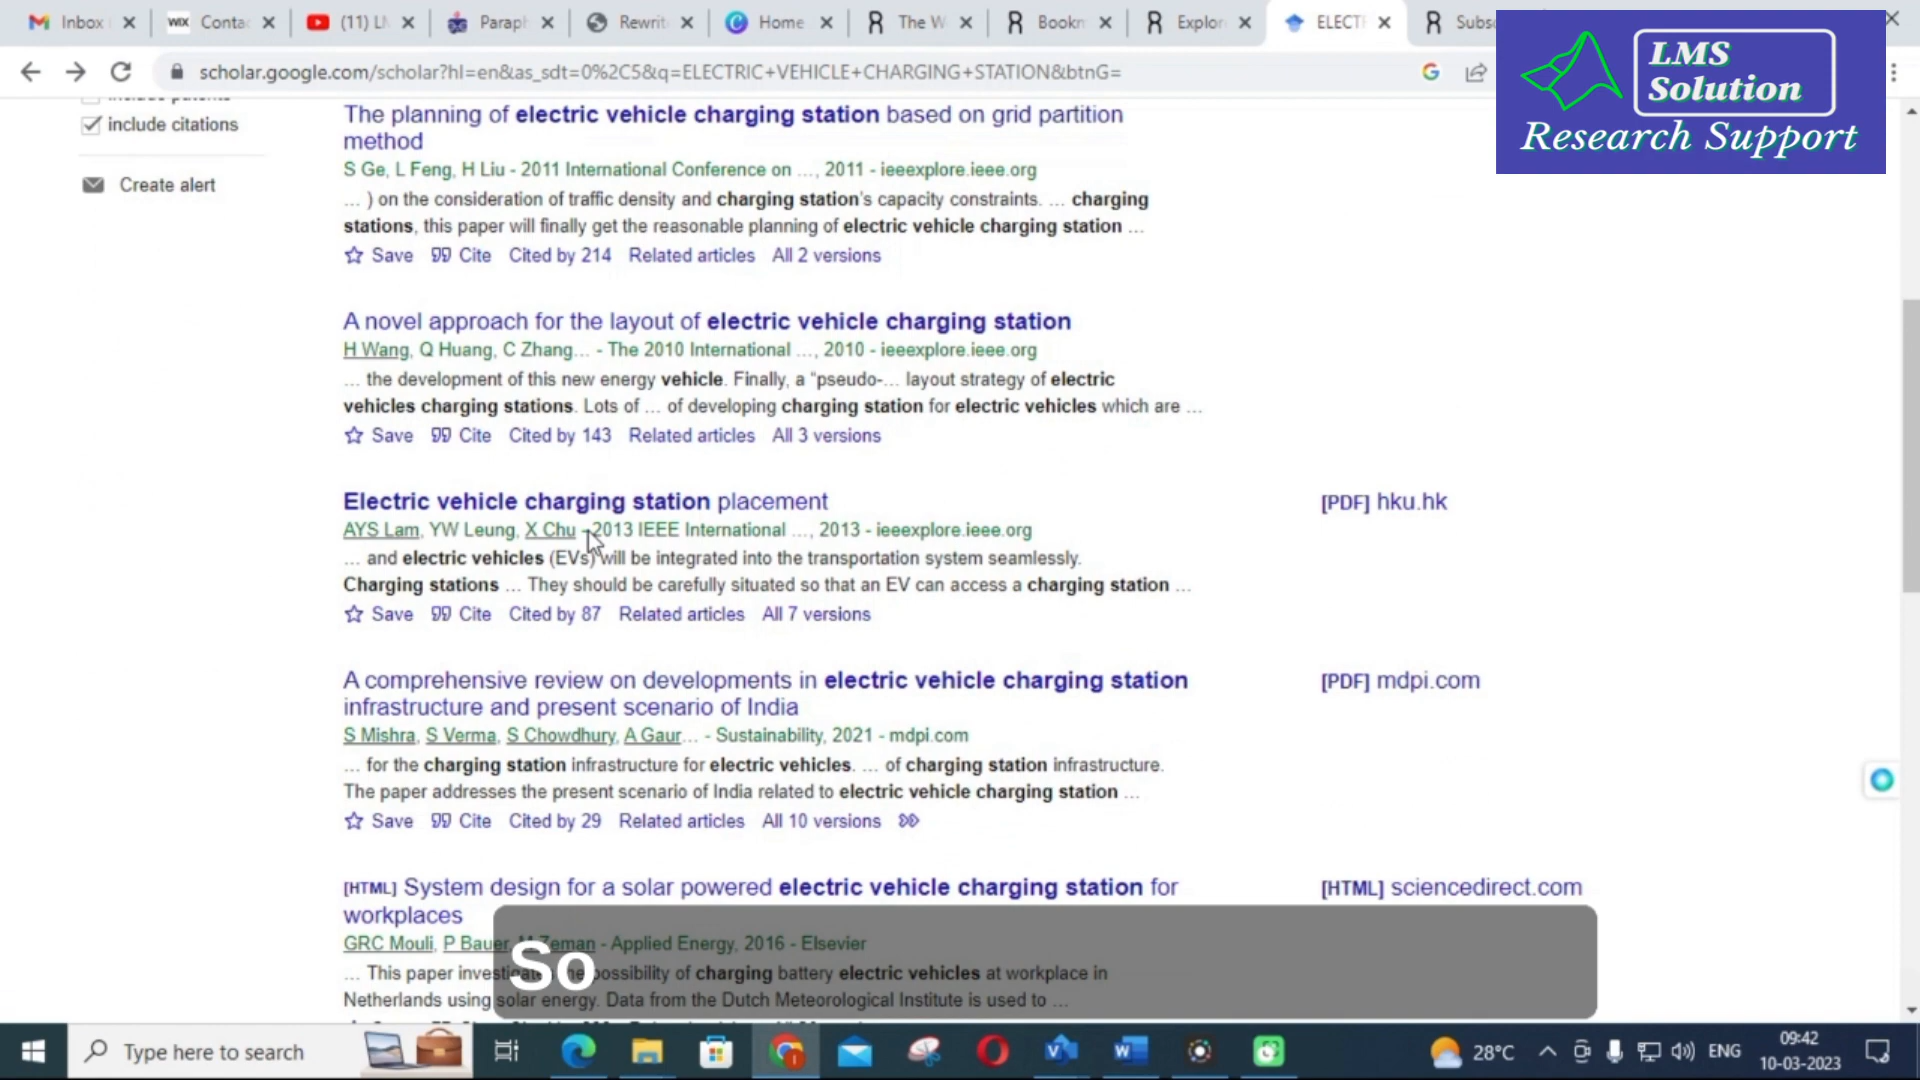 Inbox
WIX Contac
(11) LM
Paraph
Rewrit
Home
The W
Bookm
Explor
ELECT
Subs
scholar.google.com/scholar?hl=en&as_sdt=0%2C5&q=ELECTRIC+VEHICLE+CHARGING+STATION&btnG=
LMS
Solution
Research Support
include patents
include citations
Create alert
The planning of electric vehicle charging station based on grid partition
method
S Ge, L Feng, H Liu - 2011 International Conference on ..., 2011 - ieeexplore.ieee.org
... ) on the consideration of traffic density and charging station's capacity constraints. ... charging
stations, this paper will finally get the reasonable planning of electric vehicle charging station ...
Save Cite Cited by 214 Related articles All 2 versions
A novel approach for the layout of electric vehicle charging station
H Wang, Q Huang, C Zhang... - The 2010 International ..., 2010 - ieeexplore.ieee.org
... the development of this new energy vehicle. Finally, a “pseudo-... layout strategy of electric
vehicles charging stations. Lots of ... of developing charging station for electric vehicles which are ...
Save Cite Cited by 143 Related articles All 3 versions
Electric vehicle charging station placement
[PDF] hku.hk
AYS Lam, YW Leung, X Chu - 2013 IEEE International ..., 2013 - ieeexplore.ieee.org
... and electric vehicles (EVs) will be integrated into the transportation system seamlessly.
Charging stations ... They should be carefully situated so that an EV can access a charging station ...
Save Cite Cited by 87 Related articles All 7 versions
A comprehensive review on developments in electric vehicle charging station
infrastructure and present scenario of India
[PDF] mdpi.com
S Mishra, S Verma, S Chowdhury, A Gaur... - Sustainability, 2021 - mdpi.com
... for the charging station infrastructure for electric vehicles. ... of charging station infrastructure.
The paper addresses the present scenario of India related to electric vehicle charging station ...
Save Cite Cited by 29 Related articles All 10 versions
[HTML] System design for a solar powered electric vehicle charging station for
workplaces
[HTML] sciencedirect.com
GRC Mouli, P Bauer, M Zeman - Applied Energy, 2016 - Elsevier
... This paper investigates the possibility of charging battery electric vehicles at workplace in
Netherlands using solar energy. Data from the Dutch Meteorological Institute is used to ...
So
Type here to search
28°C
ENG
09:42
10-03-2023